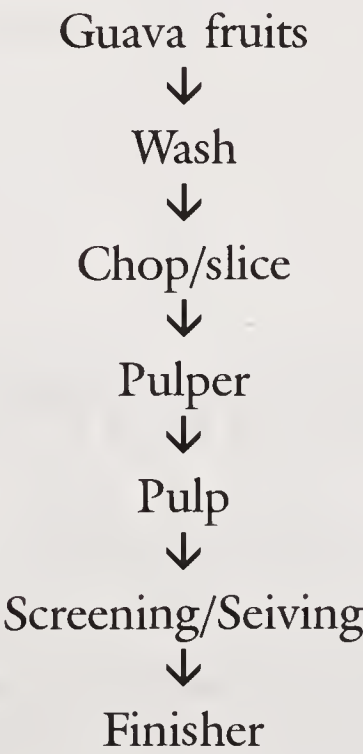 Guava fruits
↓
Wash
↓
Chop/slice
↓
Pulper
↓
Pulp
↓
Screening/Seiving
↓
Finisher